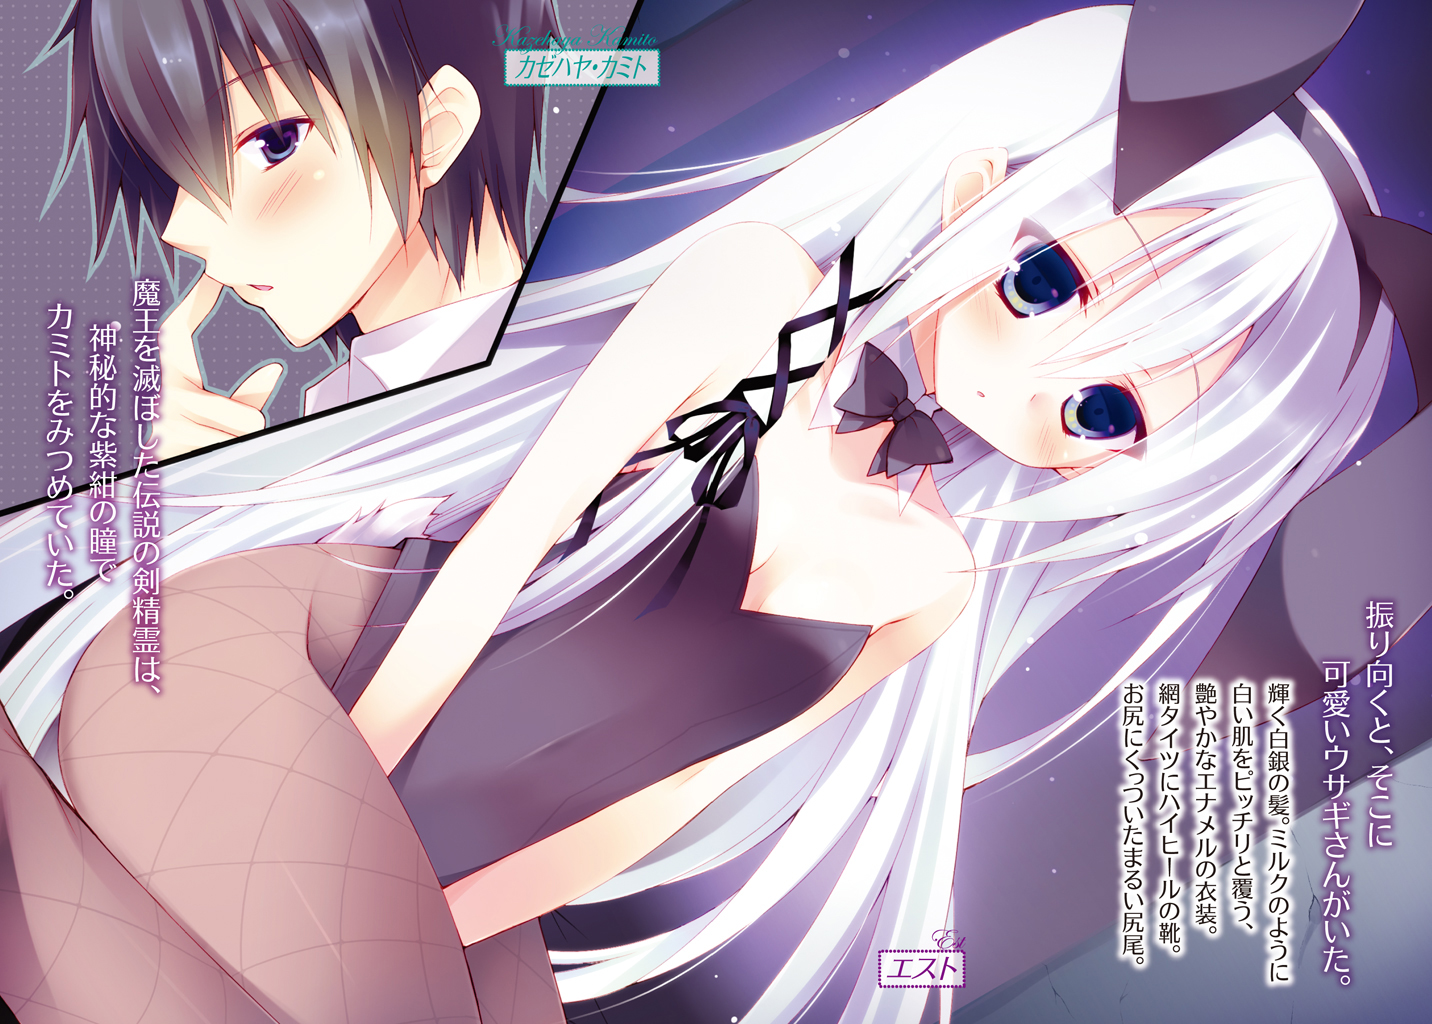 振り向くと、そこに
可愛いウサギさんがいた。
輝く白銀の髪。ミルクのように
白い肌をピッチリと覆う、
艶やかなエナメルの衣装。
網タイツにハイヒールの靴。
お尻にくっついたまるい尻尾。
魔王を滅ぼした伝説の剣精霊は、
神秘的な紫紺の瞳で
カミトをみつめていた。
Kazehaya Kamito
カゼハヤ・カミト
Est
エスト